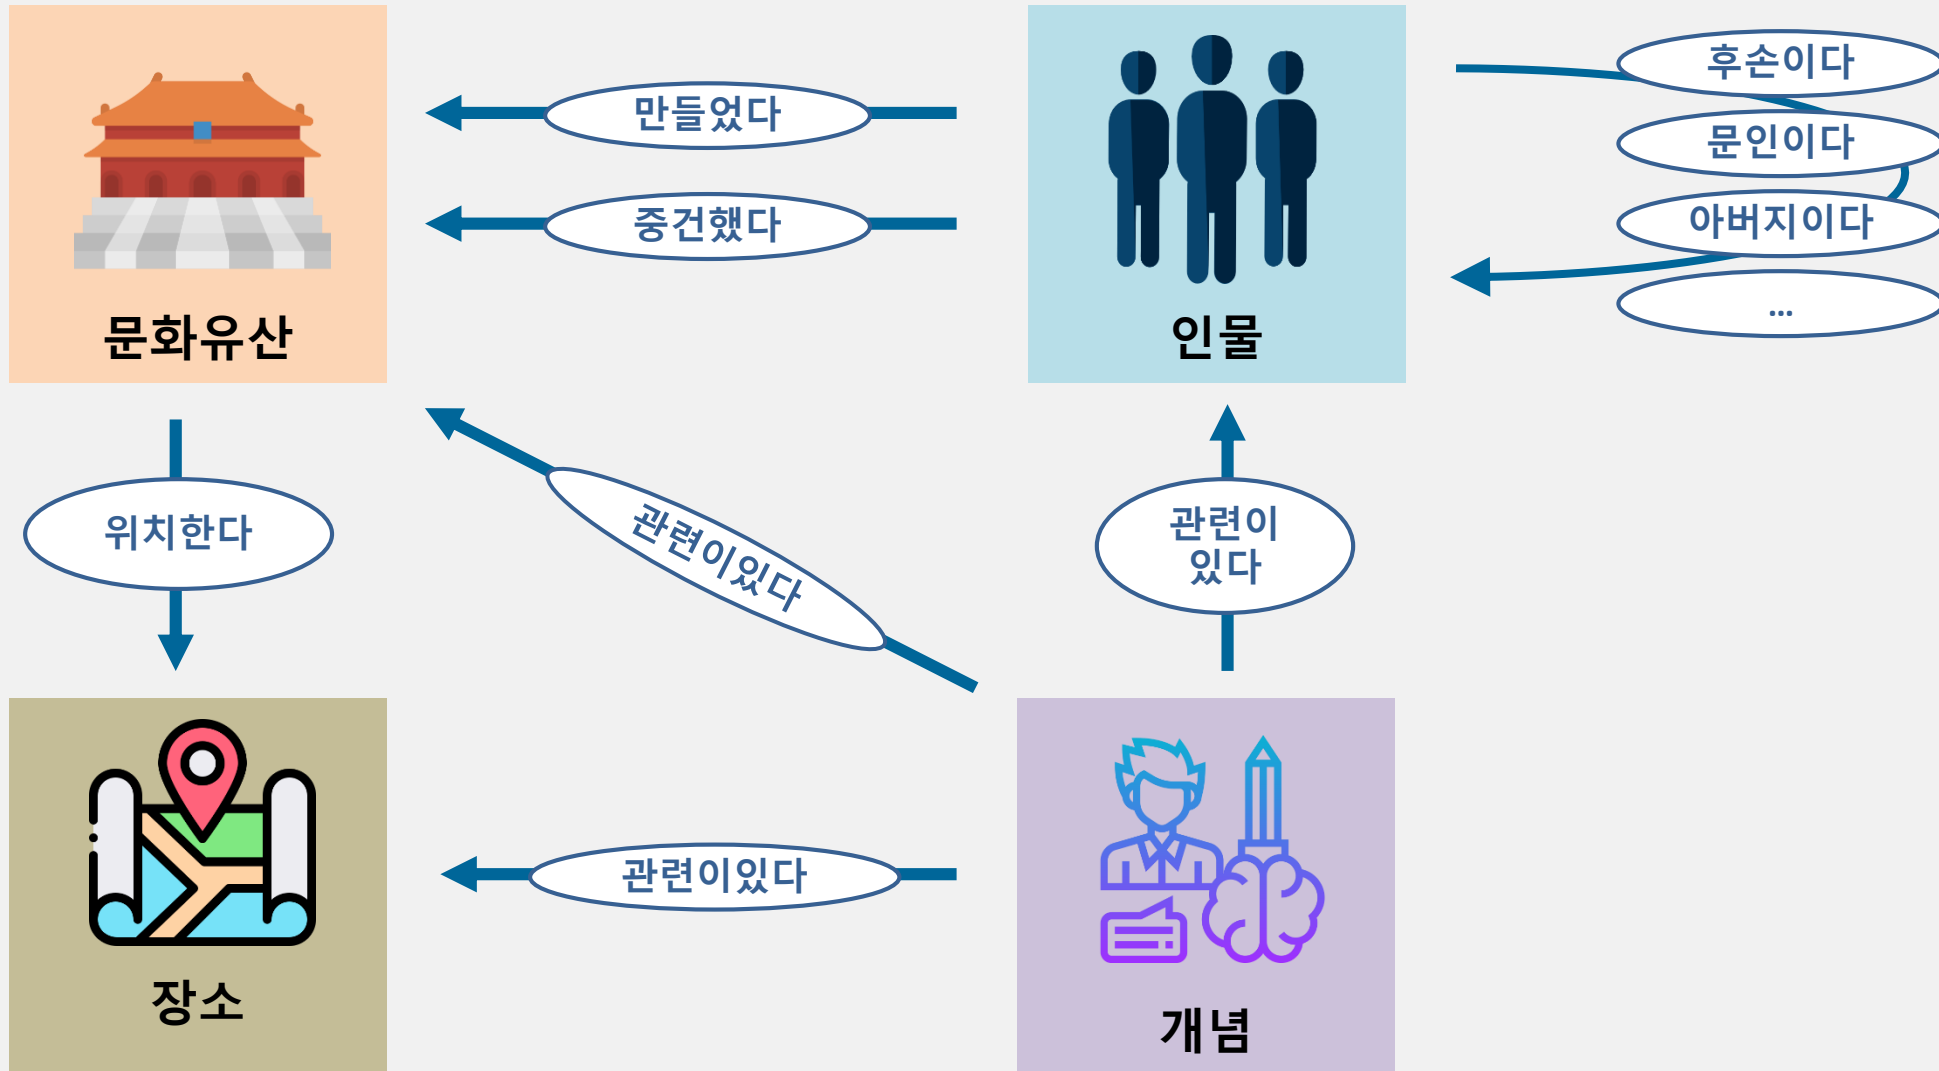 후손이다
만들었다
문인이다
중건했다
아버지이다
...
문화유산
인물
위치한다
관련이있다
관련이
있다
관련이있다
장소
개념